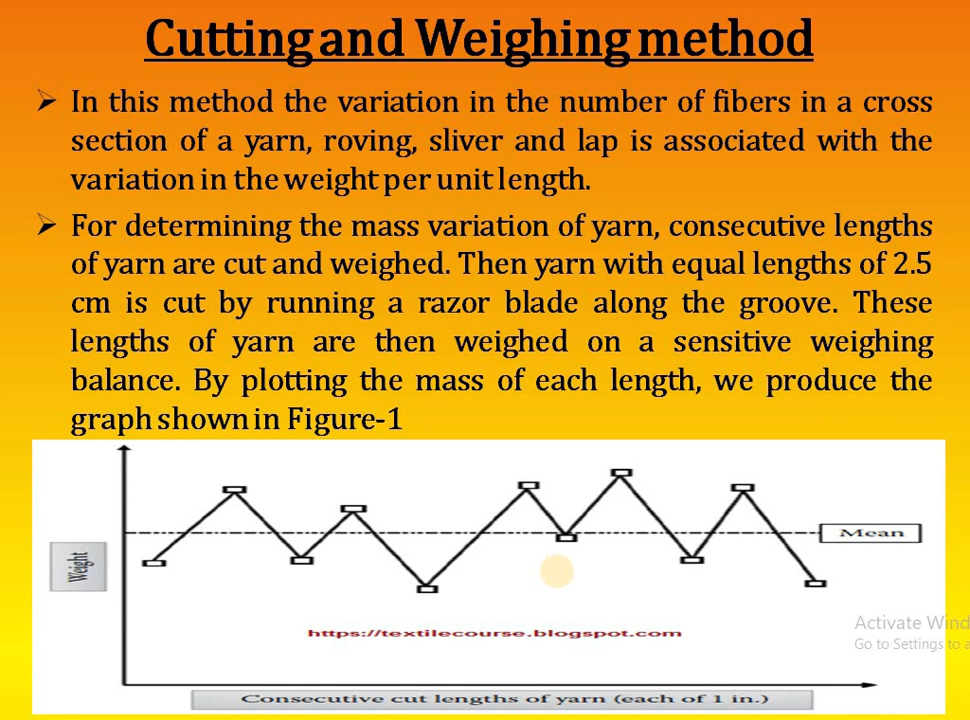 Cutting and Weighing method
➢ In this method the variation in the number of fibers in a cross
section of a yarn, roving, sliver and lap is associated with the
variation in the weight per unit length.
➢ For determining the mass variation of yarn, consecutive lengths
of yarn are cut and weighed. Then yarn with equal lengths of 2.5
cm is cut by running a razor blade along the groove. These
lengths of yarn are then weighed on a sensitive weighing
balance. By plotting the mass of each length, we produce the
graph shown in Figure-1
Mean
Weight
https://textilecourse.blogspot.com
Activate Wind
Go to Settings to a
Consecutive cut lengths of yarn (each of 1 in.)